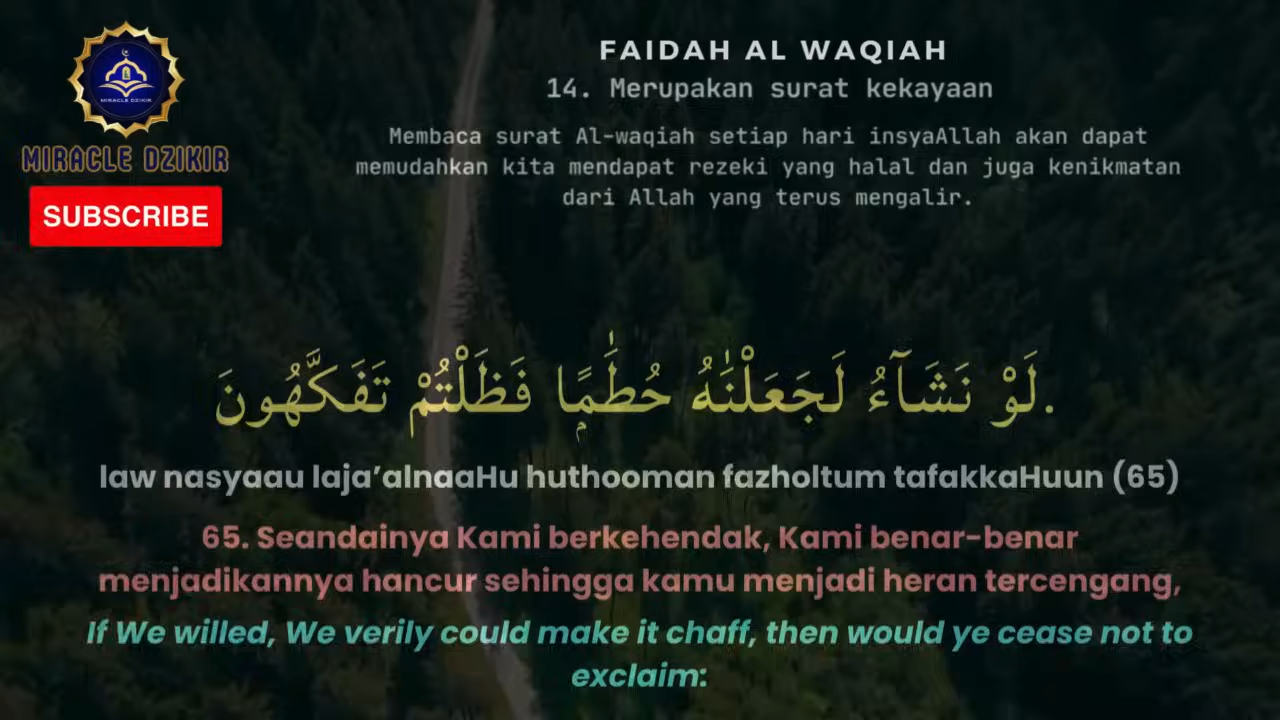 FAIDAH AL WAQIAH
14. Merupakan surat kekayaan
Membaca surat Al-waqiah setiap hari insyaAllah akan dapat
memudahkan kita mendapat rezeki yang halal dan juga kenikmatan
dari Allah yang terus mengalir.
MIRACLE DZIKIR
MIRACLE DZIKIR
SUBSCRIBE
لَوْ نَشَآءُ لَجَعَلْنَٰهُ حُطَٰمًۭا فَظَلْتُمْ تَفَكَّهُونَ.
law nasyaau laja’alnaaHu huthooman fazholtum tafakkaHuun (65)
65. Seandainya Kami berkehendak, Kami benar-benar
menjadikannya hancur sehingga kamu menjadi heran tercengang,
If We willed, We verily could make it chaff, then would ye cease not to
exclaim: